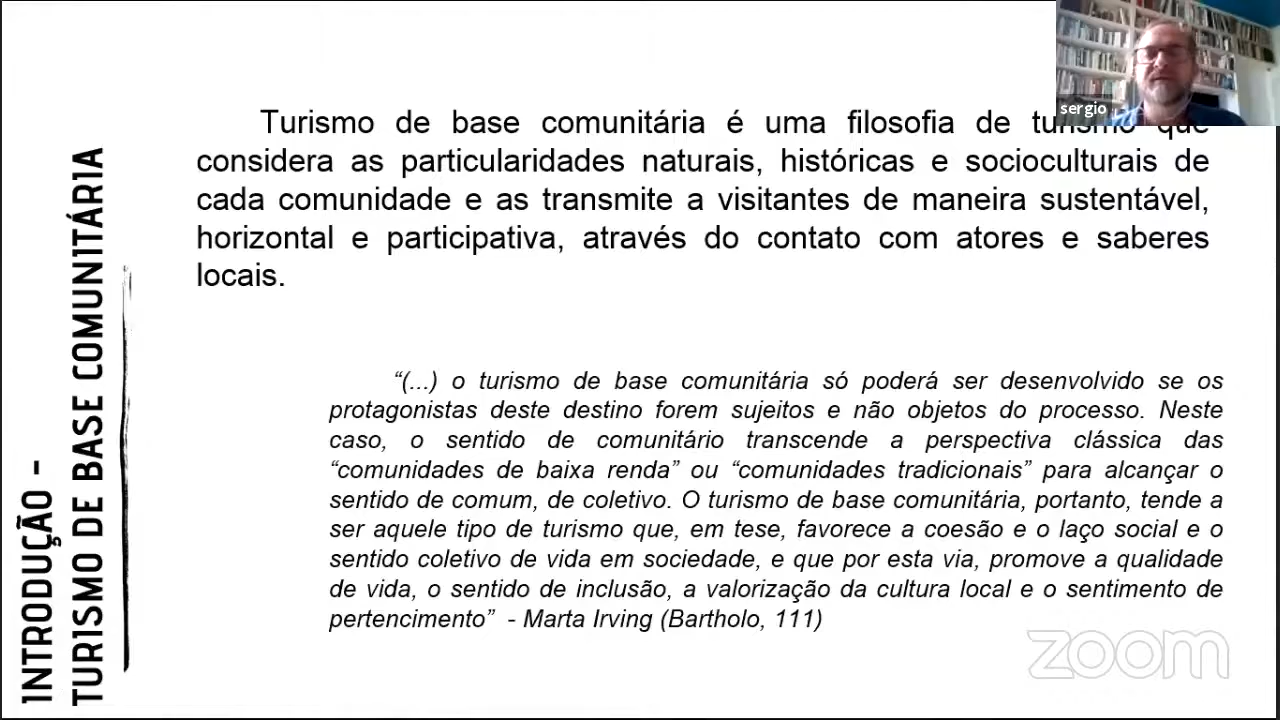 INTRODUÇÃO -
TURISMO DE BASE COMUNITÁRIA
sergio
Turismo de base comunitária é uma filosofia de turismo que
considera as particularidades naturais, históricas e socioculturais de
cada comunidade e as transmite a visitantes de maneira sustentável,
horizontal e participativa, através do contato com atores e saberes
locais.
“(...) o turismo de base comunitária só poderá ser desenvolvido se os
protagonistas deste destino forem sujeitos e não objetos do processo. Neste
caso, o sentido de comunitário transcende a perspectiva clássica das
“comunidades de baixa renda” ou “comunidades tradicionais” para alcançar o
sentido de comum, de coletivo. O turismo de base comunitária, portanto, tende a
ser aquele tipo de turismo que, em tese, favorece a coesão e o laço social e o
sentido coletivo de vida em sociedade, e que por esta via, promove a qualidade
de vida, o sentido de inclusão, a valorização da cultura local e o sentimento de
pertencimento” - Marta Irving (Bartholo, 111)
zoom